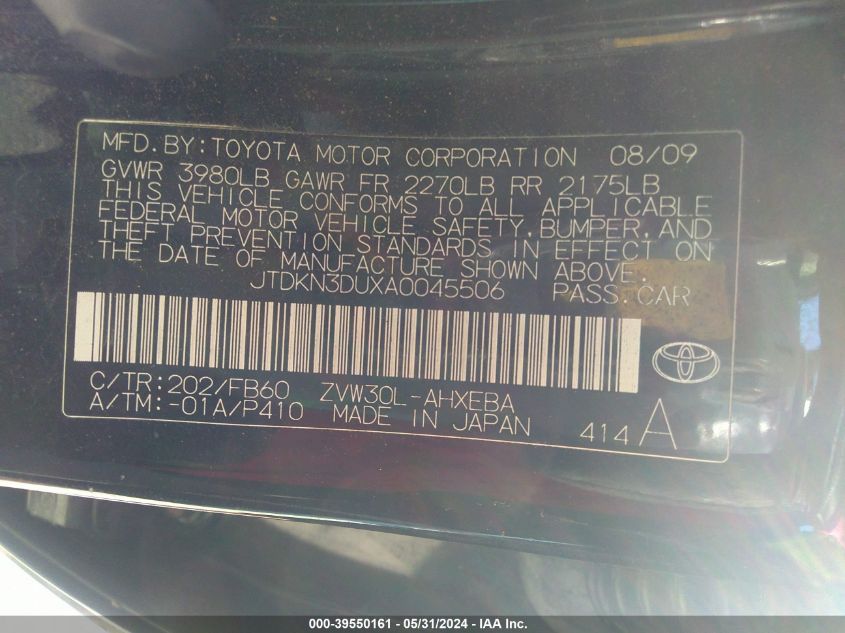 MFD. BY: TOYOTA MOTOR CORPORATION 08/09
GVWR 3980LB GAWR FR 2270LB RR 2175LB
THIS VEHICLE CONFORMS TO ALL APPLICABLE
FEDERAL MOTOR VEHICLE SAFETY, BUMPER, AND
THEFT PREVENTION STANDARDS IN EFFECT ON
THE DATE OF MANUFACTURE SHOWN ABOVE.
JTDKN3DUXA0045506 PASS. CAR
C/TR: 202/FB60 ZVW30L-AHXEBA
A/TM: -01A/P410 MADE IN JAPAN 414 A
000-39550161 - 05/31/2024 - IAA Inc.